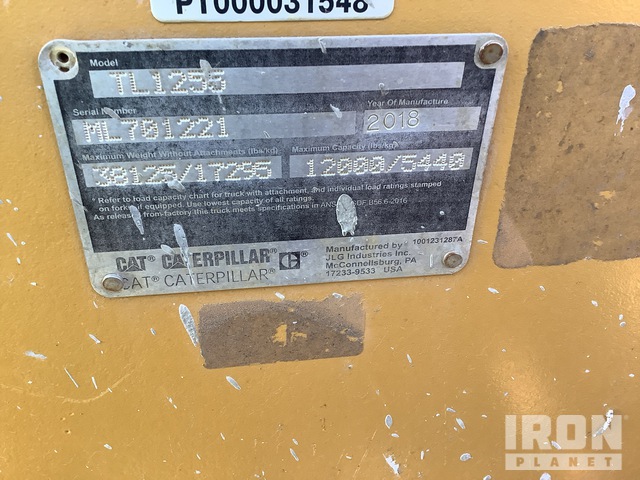 PT000031548
Model
TL1255
Serial Number
ML701221
Year Of Manufacture
2018
Maximum Weight Without Attachments (lbs/kg)
38125/17295
Maximum Capacity (lbs/kg)
12000/5440
* Refer to load capacity chart for truck with attachment, and individual load ratings stamped
on forks if equipped. Use lowest capacity of all ratings.
As released from factory this truck meets specifications in B56.6-2016
CAT® CATERPILLAR®
CAT® CATERPILLAR®
Manufactured by
JLG Industries Inc.
McConnellsburg, PA
17233-9533 USA
1001231287A
IRON
PLANET